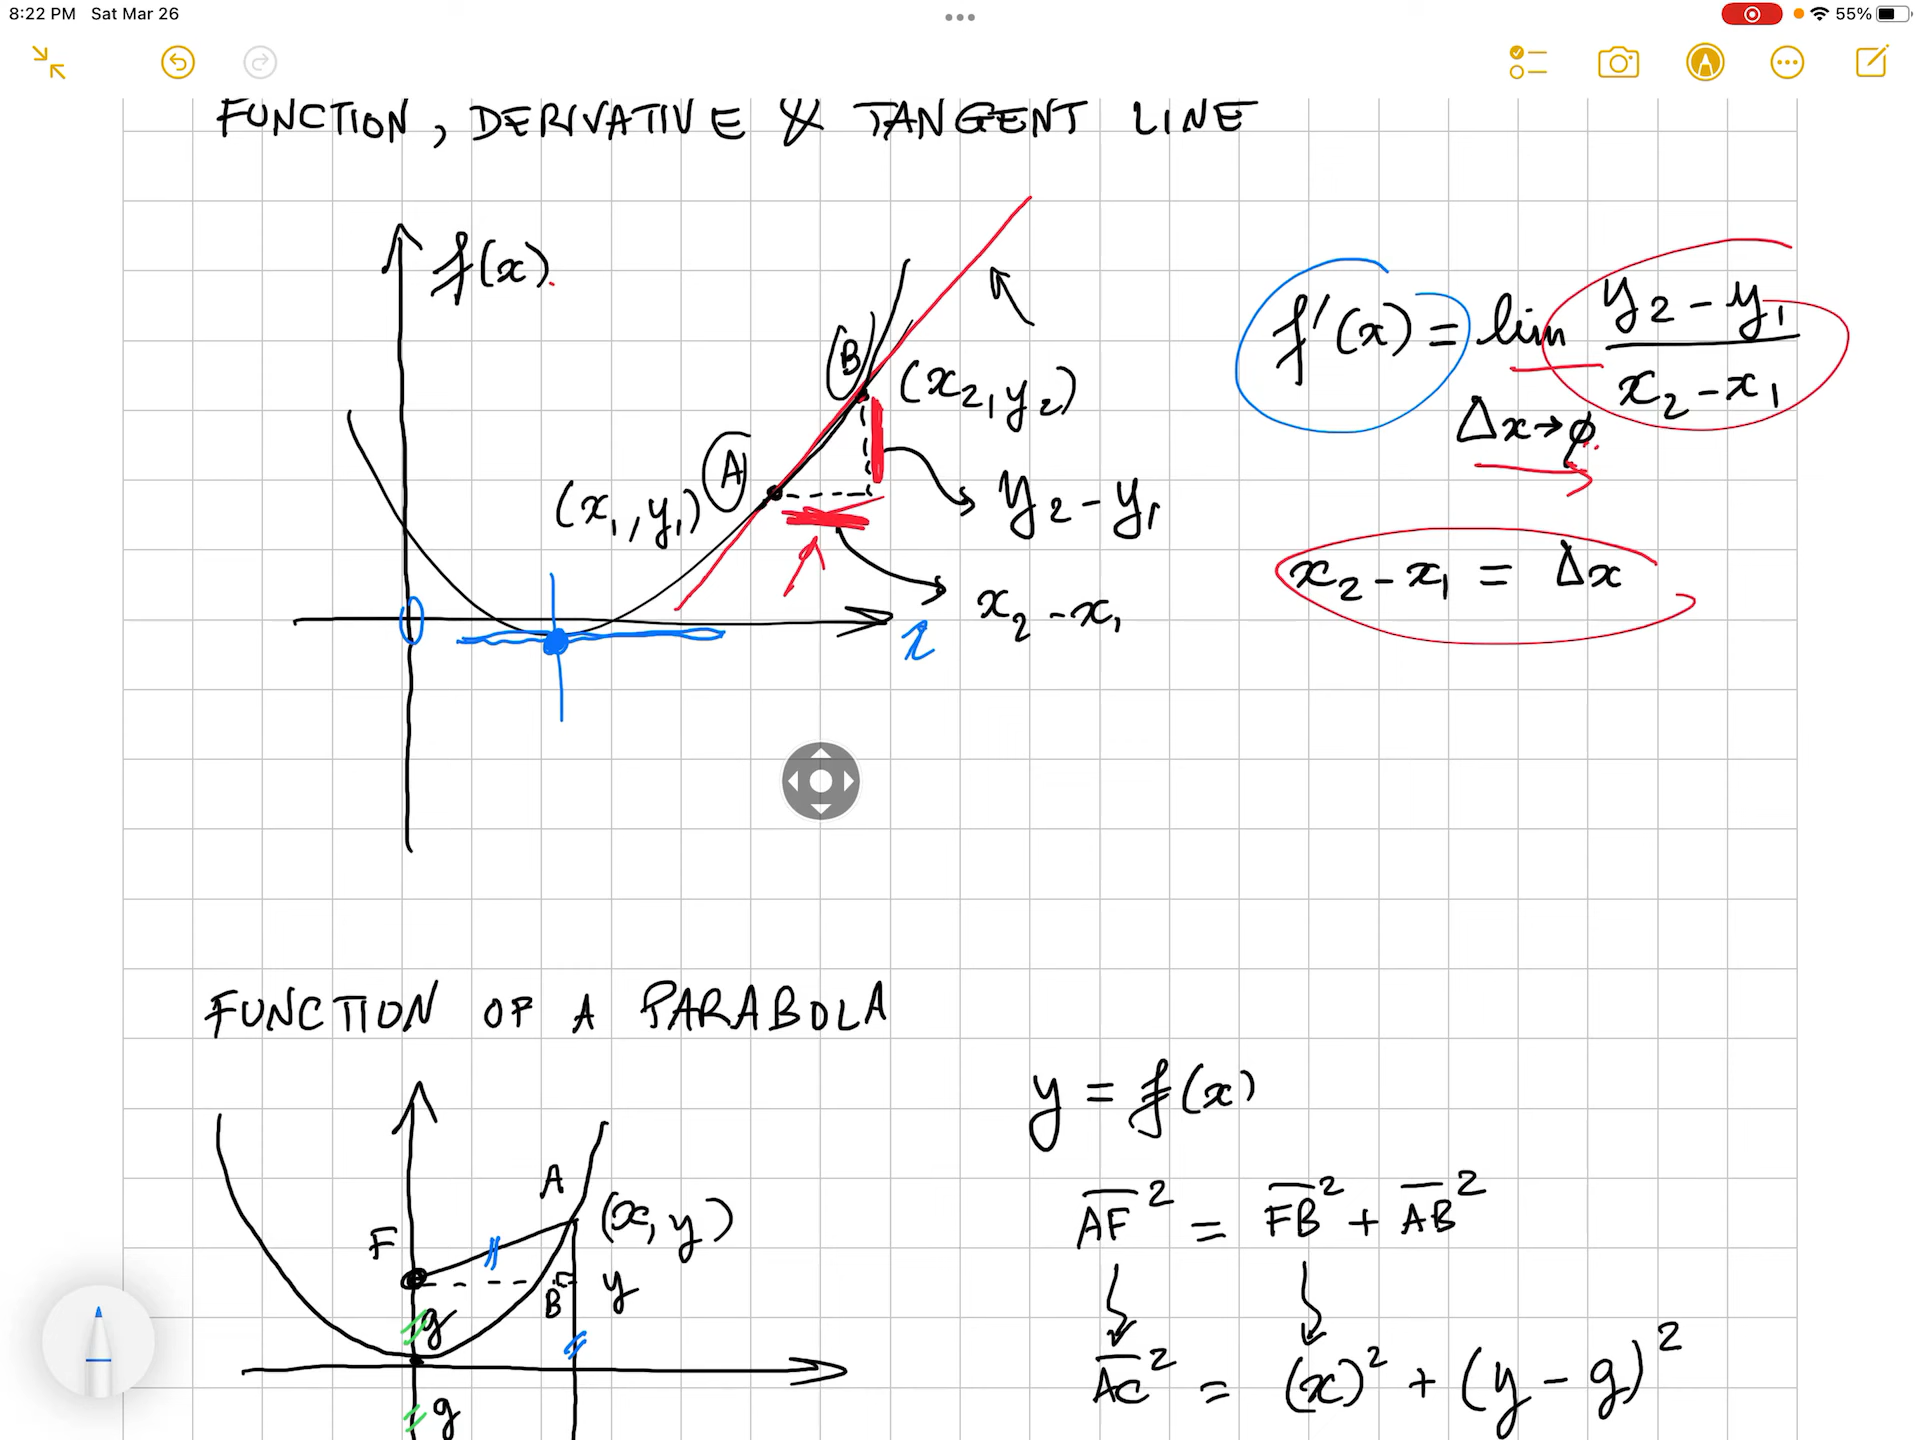 8:22 PM Sat Mar 26
55%
FUNCTION, DERIVATIVE & TANGENT LINE
f(x).
B
(x₂, y₂)
A
(x₁, y₁)
y₂ - y₁
x₂ - x₁
f'(x) = lim y₂ - y₁ / x₂ - x₁
Δx → ϕ
x₂ - x₁ = Δx
FUNCTION OF A PARABOLA
y = f(x)
A
(x, y)
F
B
y
g
g
AF² = FB² + AB²
AC² = (x)² + (y - g)²